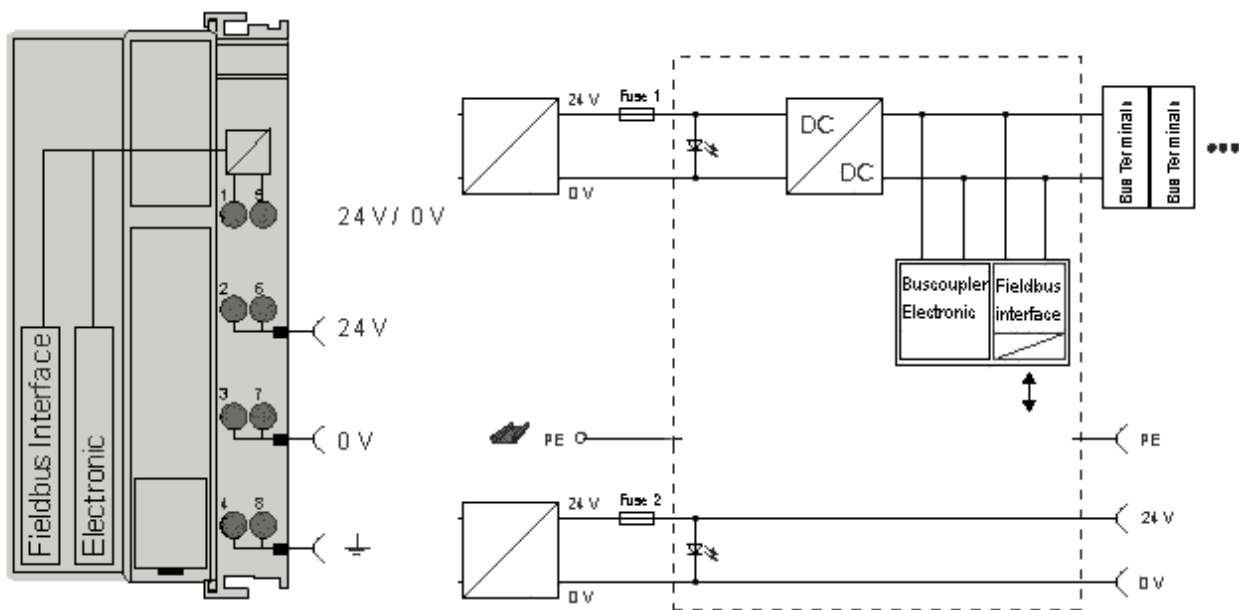 Fieldbus Interface
Electronic
1 5
24 V / 0 V
2 6
24 V
3 7
0 V
4 8
24 V
Fuse 1
0 V
DC
DC
Bus Terminals
Bus Terminals
Buscoupler
Electronic
Fieldbus
interface
PE
PE
24 V
Fuse 2
0 V
24 V
0 V